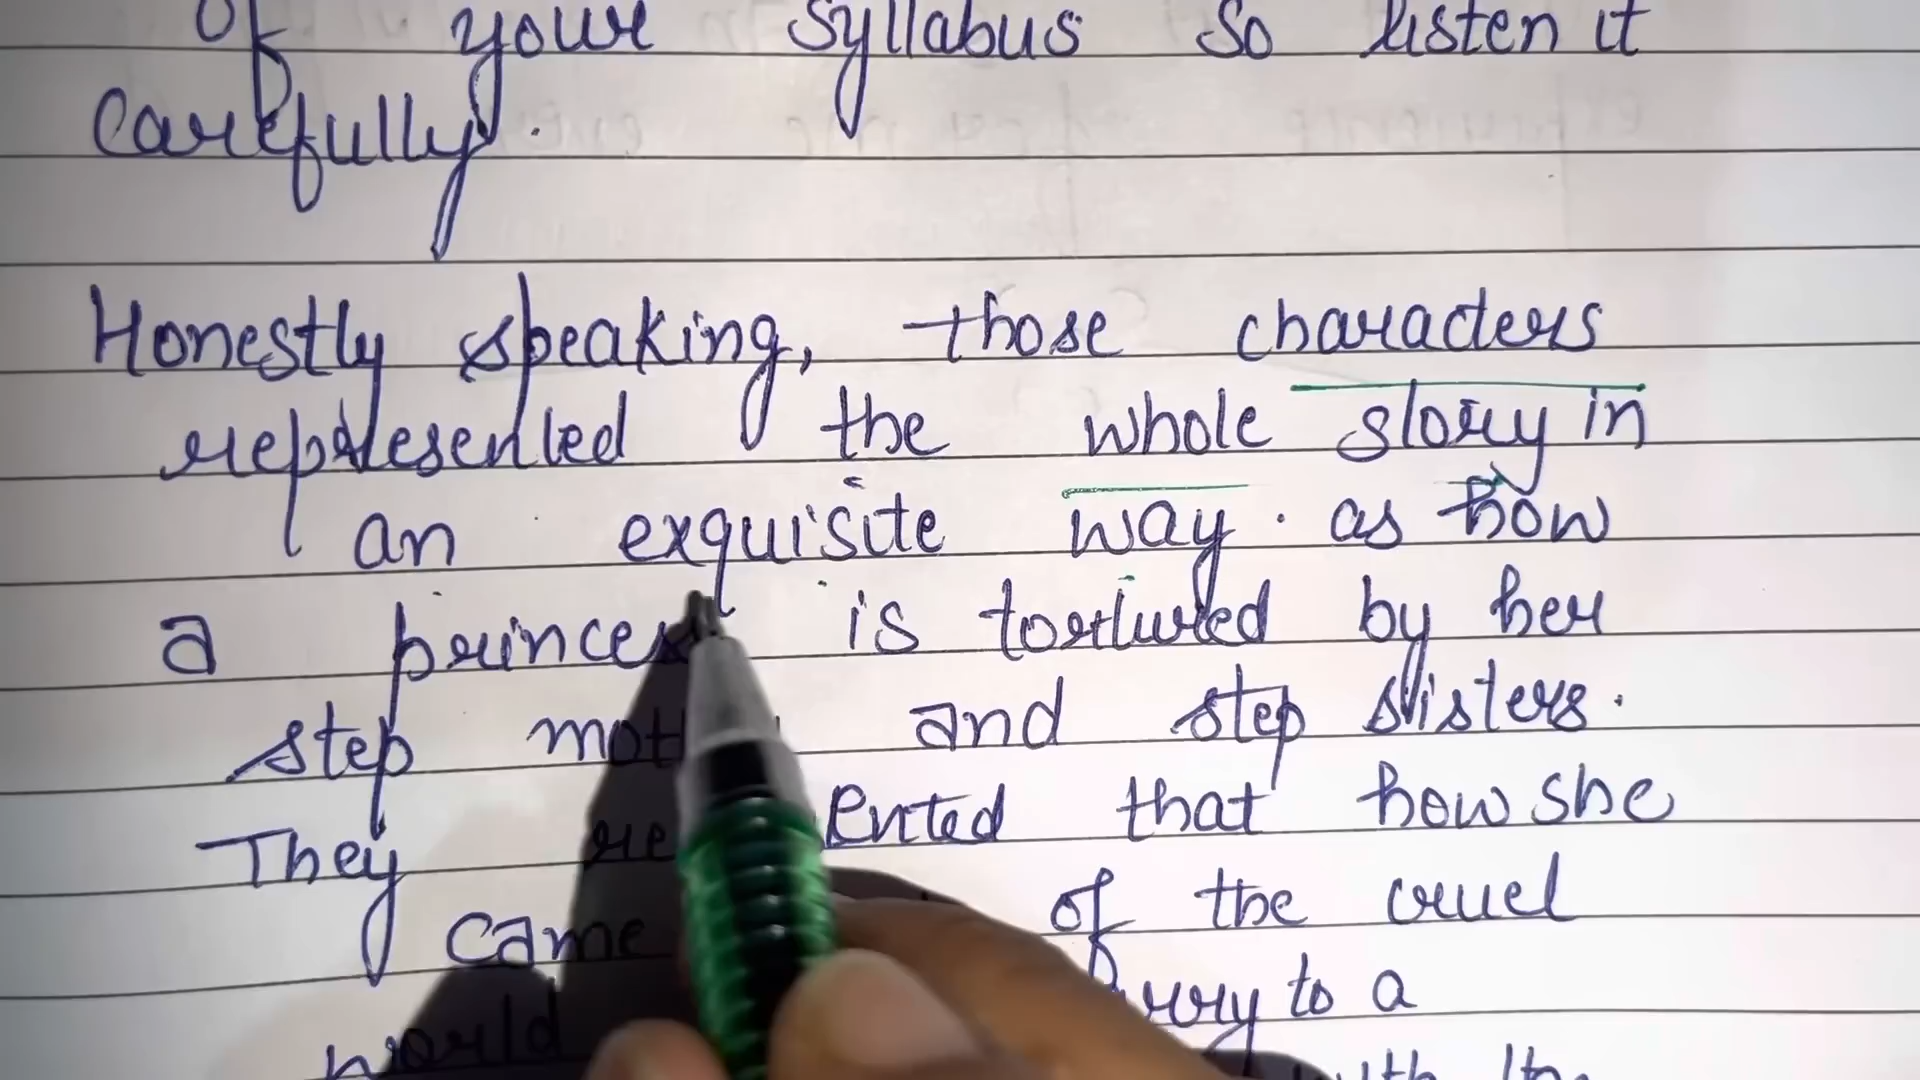 of your syllabus so listen it
carefully.
Honestly speaking, those characters
represented the whole story in
an exquisite way. as how
a is tortured by her
step and step sisters.
They that how she
came of the cruel
world to a